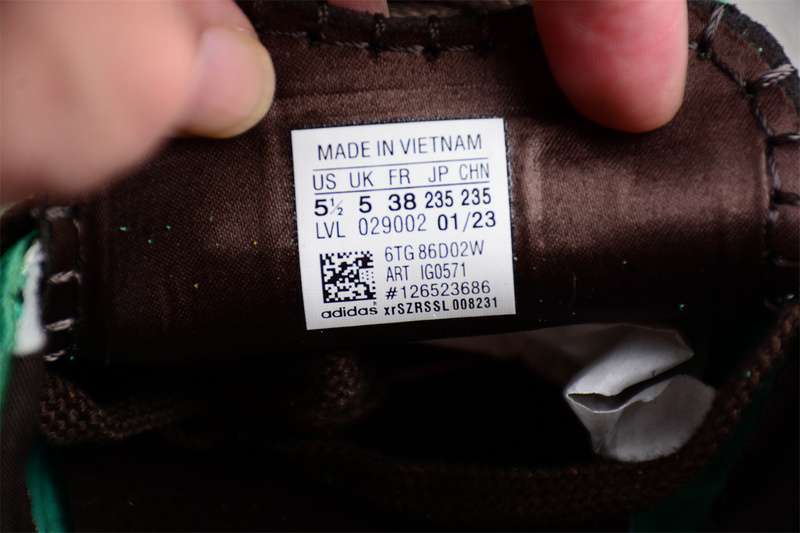 MADE IN VIETNAM
US UK FR JP CHN
5½ 5 38 235 235
LVL 029002 01/23
6TG 86D02W
ART IG0571
#126523686
adidas xrSZRSSL 008231